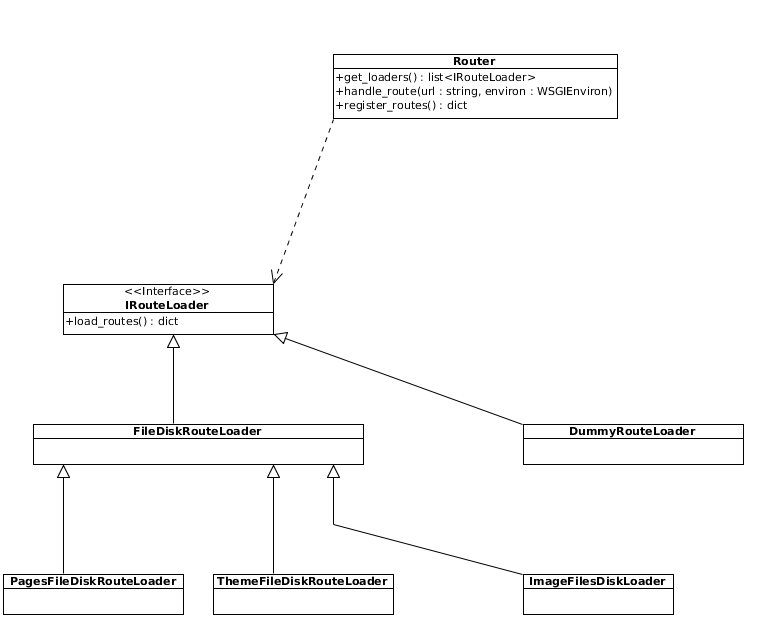 Router
+get_loaders() : list<IRouteLoader>
+handle_route(url : string, environ : WSGIEnviron)
+register_routes() : dict
<<Interface>>
IRouteLoader
+load_routes() : dict
FileDiskRouteLoader
DummyRouteLoader
PagesFileDiskRouteLoader
ThemeFileDiskRouteLoader
ImageFilesDiskLoader